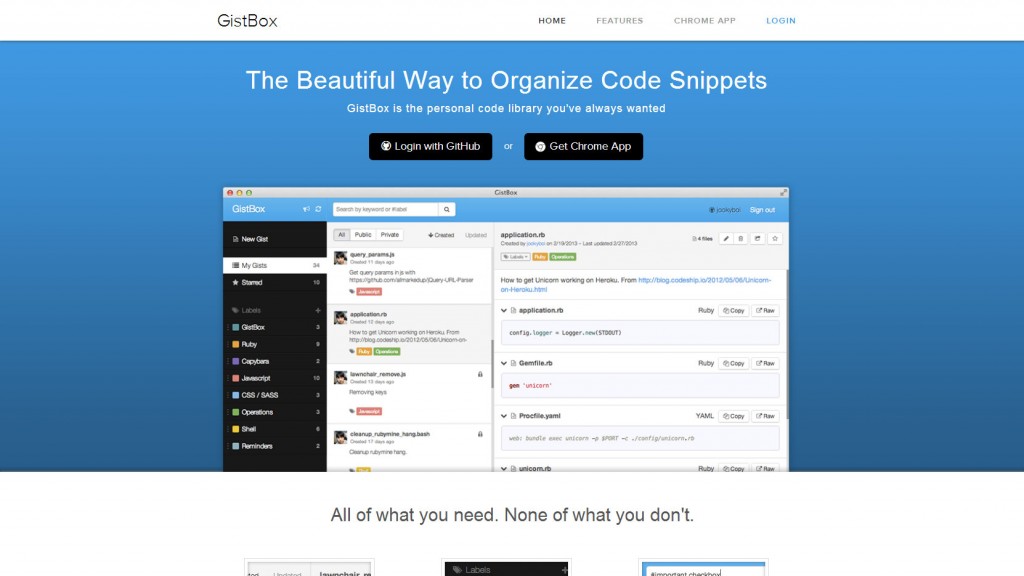 GistBox
HOME FEATURES CHROME APP LOGIN
The Beautiful Way to Organize Code Snippets
GistBox is the personal code library you've always wanted
Login with GitHub or Get Chrome App
GistBox
GistBox
Search by keyword or #label
jookyboi Sign out
New Gist
My Gists 34
Starred 10
Labels +
GistBox 3
Ruby 9
Capybara 2
Javascript 10
CSS / SASS 3
Operations 3
Shell 6
Reminders 2
All Public Private Created Updated
query_params.js
Created 11 days ago
Get query params in js with
https://github.com/allmarkedup/jQuery-URL-Parser
Javascript
application.rb
Created 12 days ago
How to get Unicorn working on Heroku. From
http://blog.codeship.io/2012/05/06/Unicorn-on-
Ruby Operations
lawnchair_remove.js
Created 13 days ago
Removing keys
Javascript
cleanup_rubymine_hang.bash
Created 17 days ago
Cleanup rubymine hang.
Shell
application.rb
Created by jookyboi on 2/19/2013 – Last updated 2/27/2013
4 files
Labels Ruby Operations
How to get Unicorn working on Heroku. From http://blog.codeship.io/2012/05/06/Unicorn-
on-Heroku.html
application.rb Ruby Copy Raw
config.logger = Logger.new(STDOUT)
Gemfile.rb Ruby Copy Raw
gem 'unicorn'
Procfile.yaml YAML Copy Raw
web: bundle exec unicorn -p $PORT -c ./config/unicorn.rb
unicorn.rb Ruby Copy Raw
All of what you need. None of what you don't.
Updated lawnchair_re
Labels +
#important checkbox